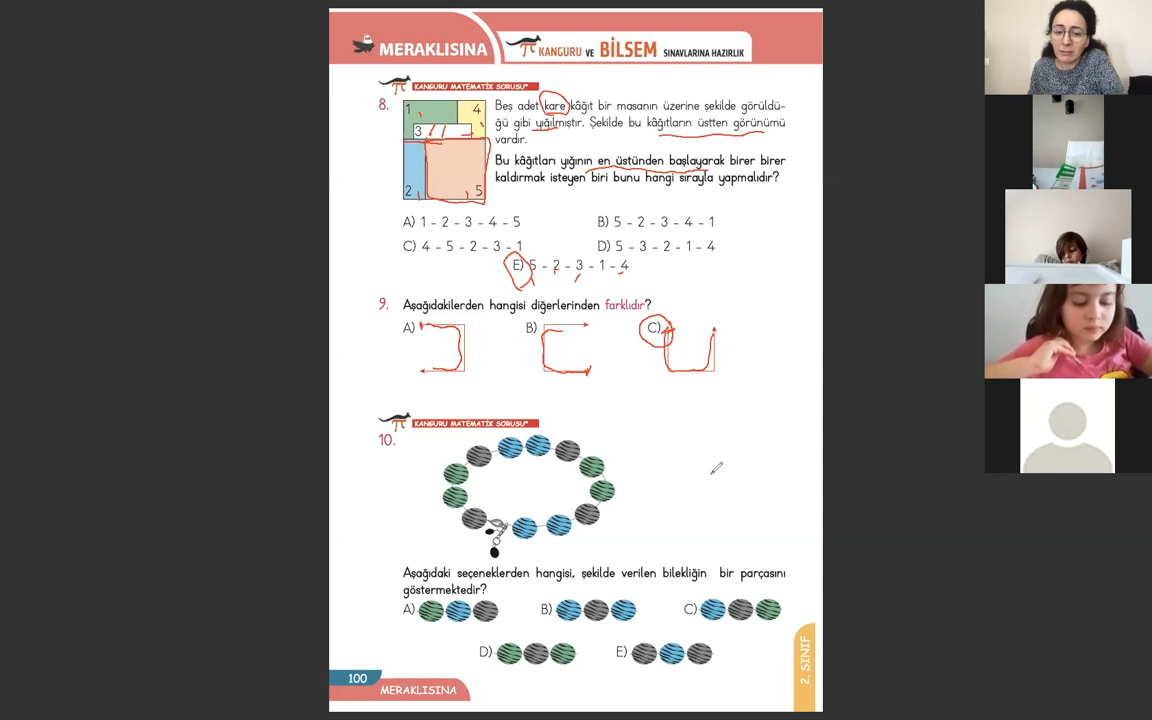 MERAKLISINA
KANGURU VE BİLSEM SINAVLARINA HAZIRLIK
KANGURU MATEMATİK SORUSU
8.
1
4
3
2
5
Beş adet kare kâğıt bir masanın üzerine şekilde görüldü-
ğü gibi yığılmıştır. Şekilde bu kâğıtların üstten görünümü
vardır.
Bu kâğıtları yığının en üstünden başlayarak birer birer
kaldırmak isteyen biri bunu hangi sırayla yapmalıdır?
A) 1 - 2 - 3 - 4 - 5
B) 5 - 2 - 3 - 4 - 1
C) 4 - 5 - 2 - 3 - 1
D) 5 - 3 - 2 - 1 - 4
E) 5 - 2 - 3 - 1 - 4
9. Aşağıdakilerden hangisi diğerlerinden farklıdır?
A)
B)
C)
KANGURU MATEMATİK SORUSU
10.
Aşağıdaki seçeneklerden hangisi, şekilde verilen bilekliğin bir parçasını
göstermektedir?
A)
B)
C)
D)
E)
2. SINIF
100
MERAKLISINA